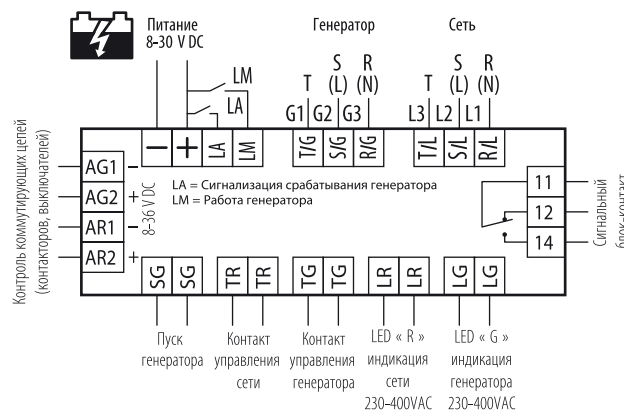 Питание
8–30 V DC
Генератор
Сеть
LM
LA
T
S
(L)
R
(N)
T
S
(L)
R
(N)
G1
G2
G3
L3
L2
L1
–
+
LA
LM
T/G
S/G
R/G
T/L
S/L
R/L
Контроль коммутирующих цепей
(контакторов, выключателей)
AG1 –
AG2 +
AR1 –
AR2 +
8–36 V DC
LA = Сигнализация срабатывания генератора
LM = Работа генератора
11
12
14
Сигнальный
блок-контакт
SG
SG
TR
TR
TG
TG
LR
LR
LG
LG
Пуск
генератора
Контакт
управления
сети
Контакт
управления
генератора
LED « R »
индикация
сети
230–400VAC
LED « G »
индикация
генератора
230–400VAC